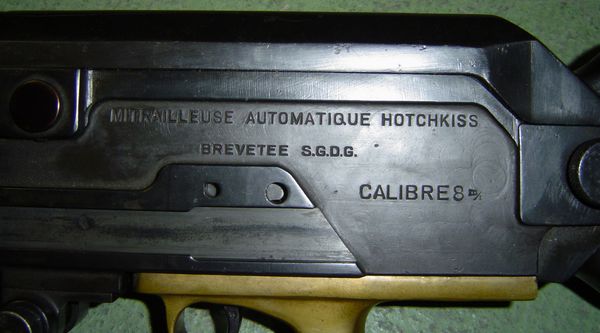 MITRAILLEUSE AUTOMATIQUE HOTCHKISS
BREVETEE S.G.D.G.
CALIBRE 8 m/m